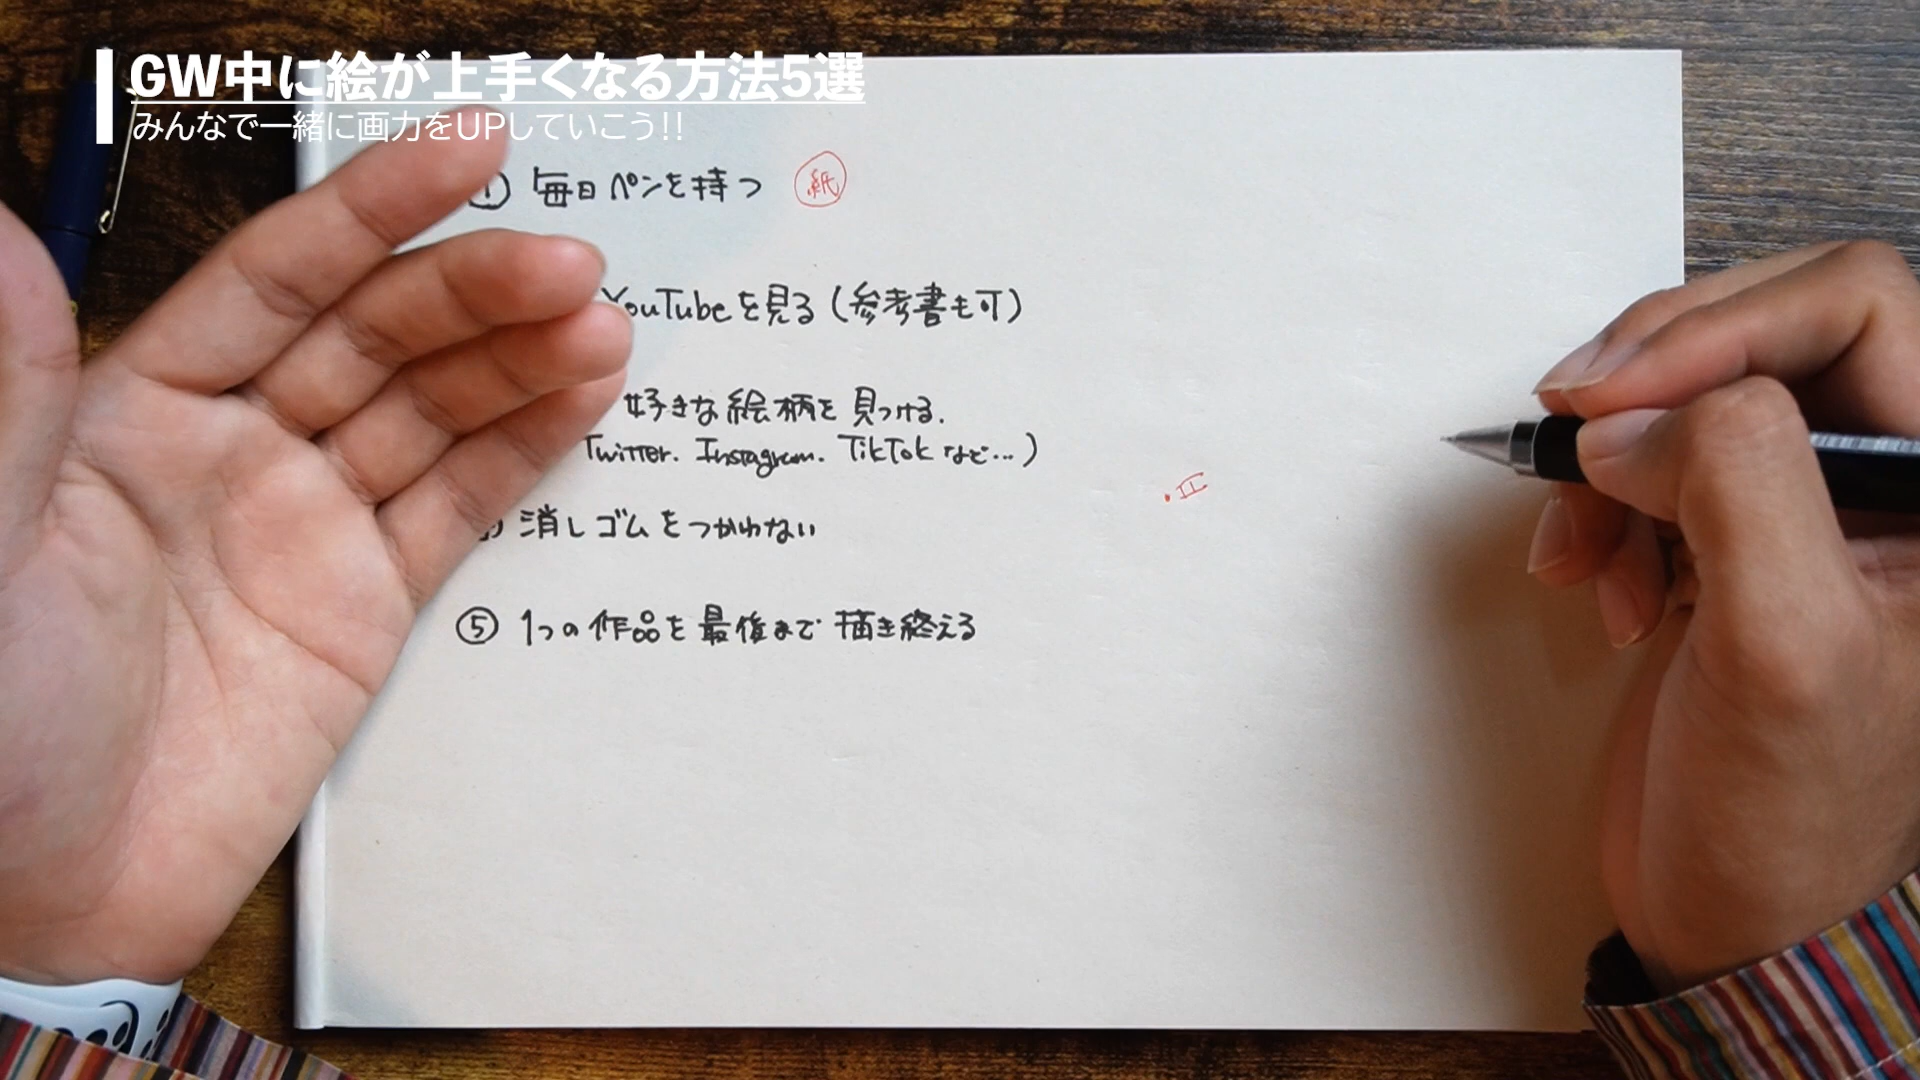 GW中に絵が上手くなる方法5選
みんなで一緒に画力をUPしていこう!!
① 毎日ペンを持つ 紙
YouTubeを見る(参考書も可)
好きな絵柄を見つける.
Twitter. Instagram. TikTok など…)
消しゴムをつかわない
⑤ 1つの作品を最後まで描き終える